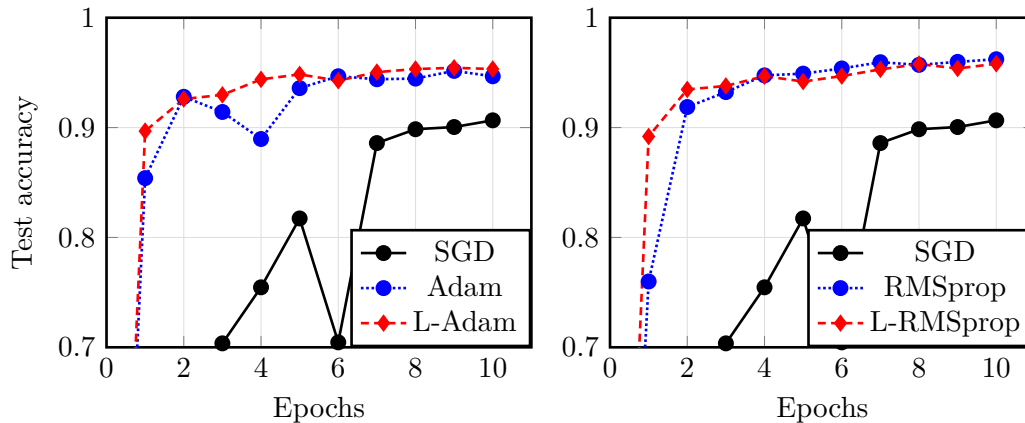 1
0.9
0.8
0.7
Test accuracy
0 2 4 6 8 10
Epochs
SGD
Adam
L-Adam
1
0.9
0.8
0.7
0 2 4 6 8 10
Epochs
SGD
RMSprop
L-RMSprop